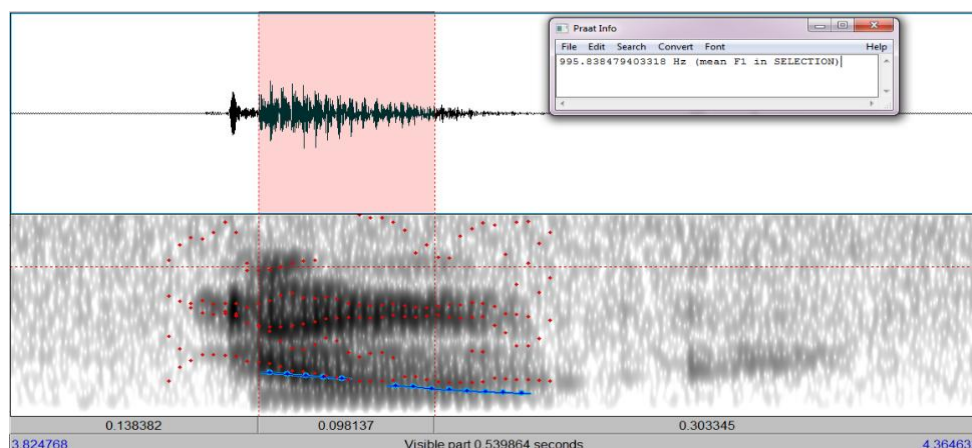 Praat Info
File Edit Search Convert Font Help
995.838479403318 Hz (mean F1 in SELECTION)
0.138382 0.098137 0.303345
3.824768 Visible part 0.539864 seconds 4.36463